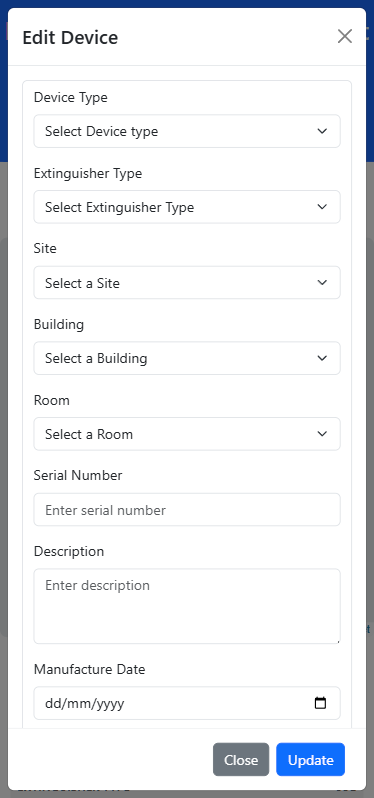 Edit Device
Device Type
Select Device type
Extinguisher Type
Select Extinguisher Type
Site
Select a Site
Building
Select a Building
Room
Select a Room
Serial Number
Enter serial number
Description
Enter description
Manufacture Date
dd/mm/yyyy
Close Update